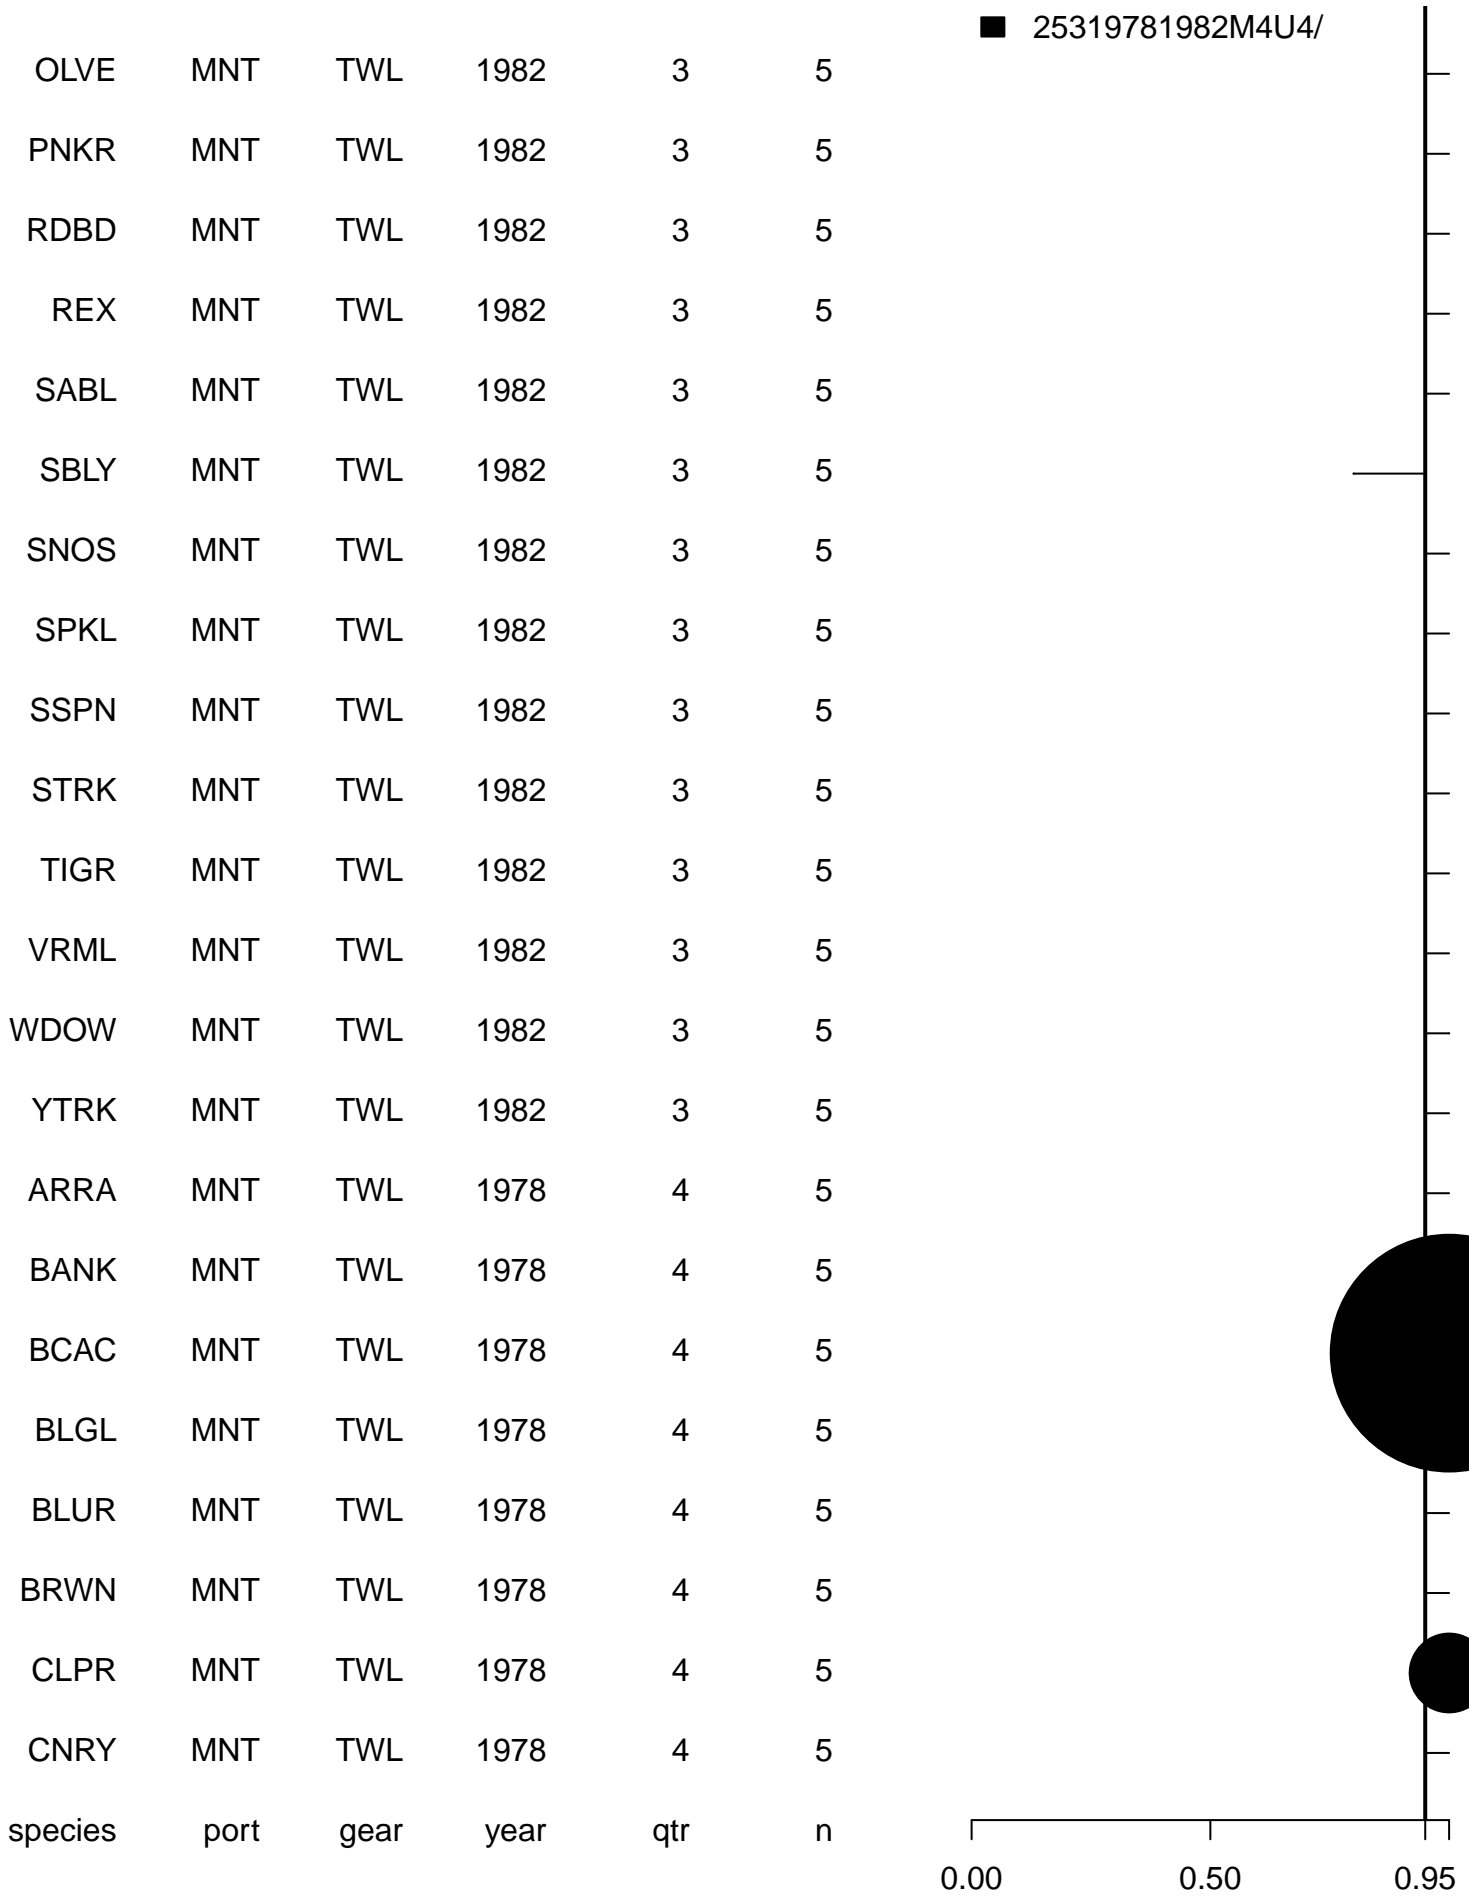 25319781982M4U4/
OLVE MNT TWL 1982 3 5
PNKR MNT TWL 1982 3 5
RDBD MNT TWL 1982 3 5
REX MNT TWL 1982 3 5
SABL MNT TWL 1982 3 5
SBLY MNT TWL 1982 3 5
SNOS MNT TWL 1982 3 5
SPKL MNT TWL 1982 3 5
SSPN MNT TWL 1982 3 5
STRK MNT TWL 1982 3 5
TIGR MNT TWL 1982 3 5
VRML MNT TWL 1982 3 5
WDOW MNT TWL 1982 3 5
YTRK MNT TWL 1982 3 5
ARRA MNT TWL 1978 4 5
BANK MNT TWL 1978 4 5
BCAC MNT TWL 1978 4 5
BLGL MNT TWL 1978 4 5
BLUR MNT TWL 1978 4 5
BRWN MNT TWL 1978 4 5
CLPR MNT TWL 1978 4 5
CNRY MNT TWL 1978 4 5
species port gear year qtr n
0.00 0.50 0.95